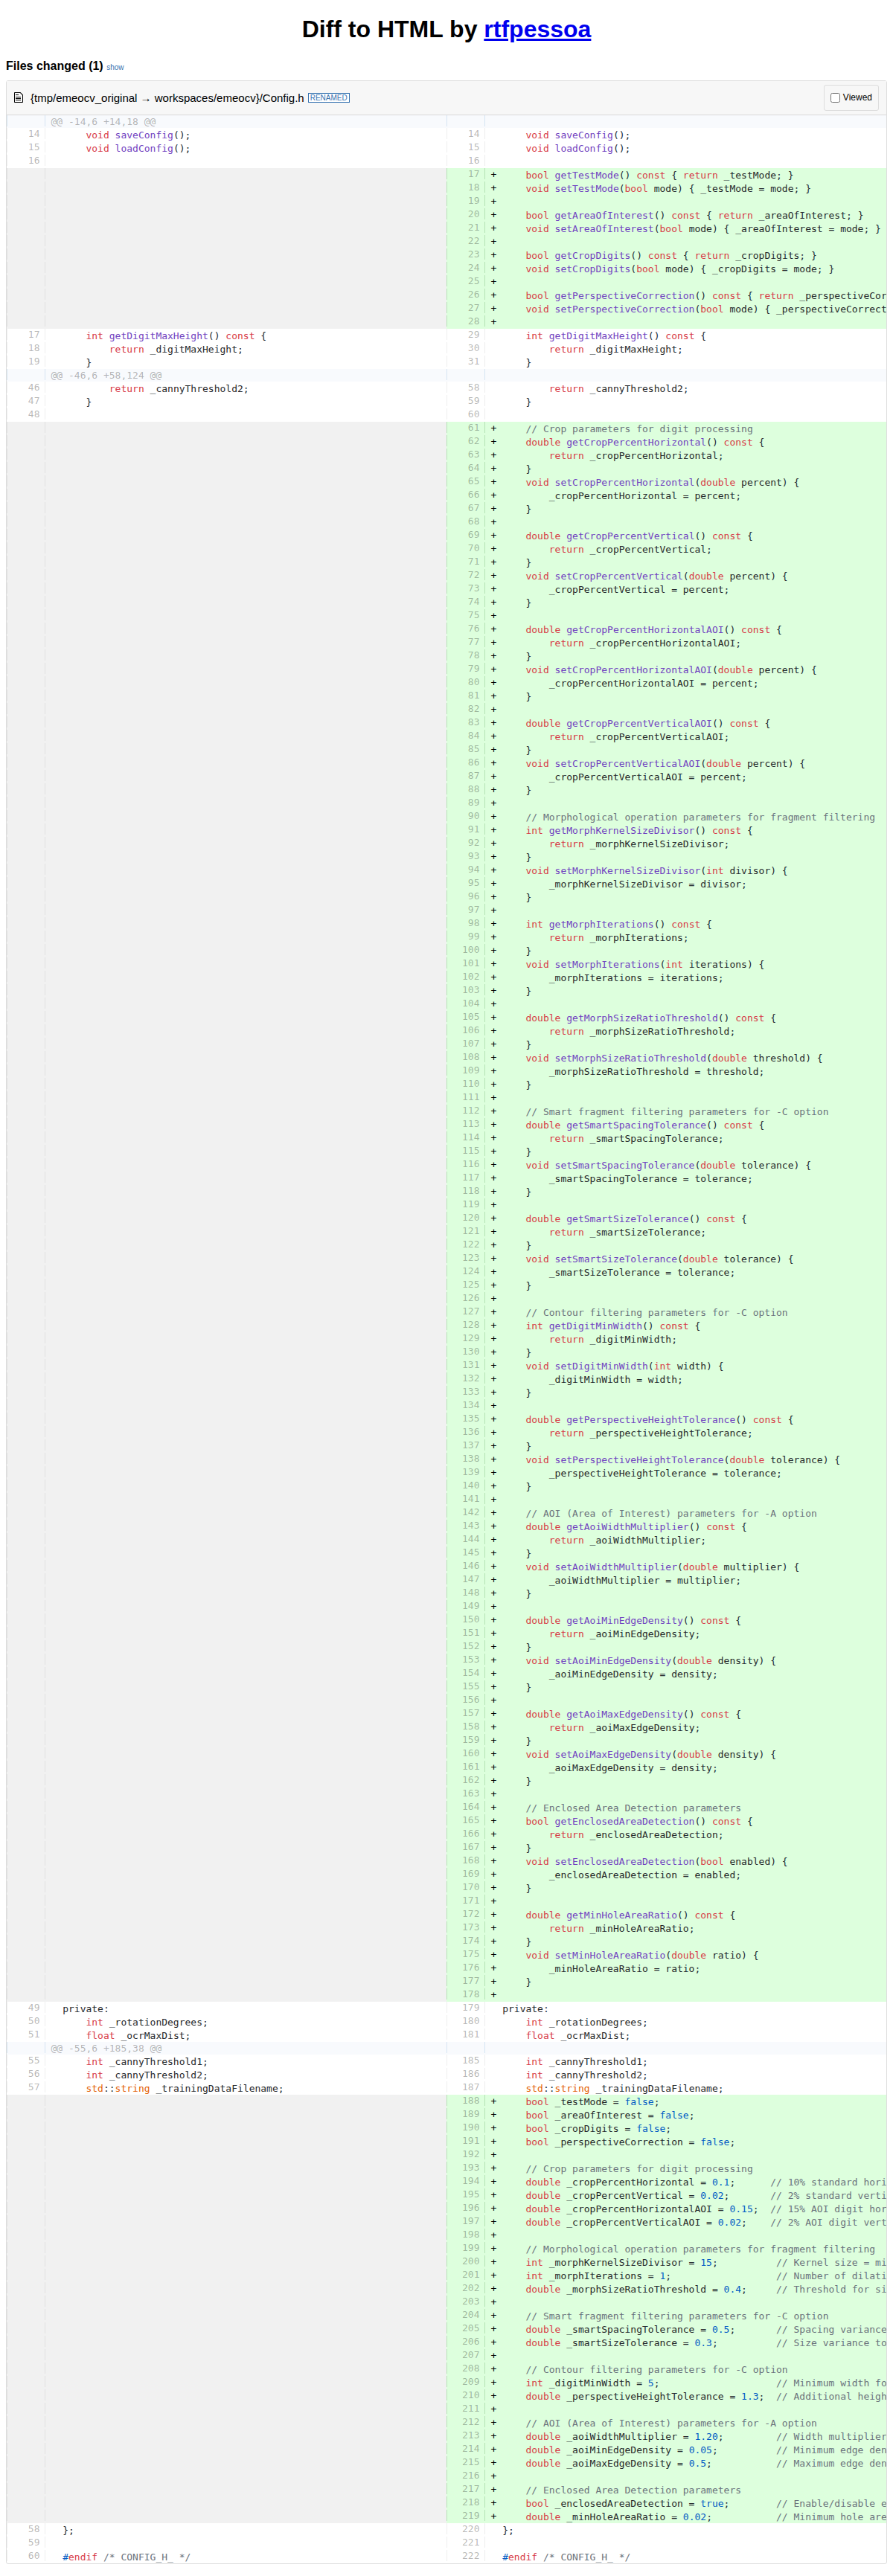 Diff to HTML by rtfpessoa
Files changed (1) show
{tmp/emeocv_original → workspaces/emeocv}/Config.h RENAMED Viewed
@@ -14,6 +14,18 @@
14 void saveConfig(); 14 void saveConfig();
15 void loadConfig(); 15 void loadConfig();
16 16
17 + bool getTestMode() const { return _testMode; }
18 + void setTestMode(bool mode) { _testMode = mode; }
19 +
20 + bool getAreaOfInterest() const { return _areaOfInterest; }
21 + void setAreaOfInterest(bool mode) { _areaOfInterest = mode; }
22 +
23 + bool getCropDigits() const { return _cropDigits; }
24 + void setCropDigits(bool mode) { _cropDigits = mode; }
25 +
26 + bool getPerspectiveCorrection() const { return _perspectiveCor
27 + void setPerspectiveCorrection(bool mode) { _perspectiveCorrect
28 +
17 int getDigitMaxHeight() const { 29 int getDigitMaxHeight() const {
18 return _digitMaxHeight; 30 return _digitMaxHeight;
19 } 31 }
@@ -46,6 +58,124 @@
46 return _cannyThreshold2; 58 return _cannyThreshold2;
47 } 59 }
48 60
61 + // Crop parameters for digit processing
62 + double getCropPercentHorizontal() const {
63 + return _cropPercentHorizontal;
64 + }
65 + void setCropPercentHorizontal(double percent) {
66 + _cropPercentHorizontal = percent;
67 + }
68 +
69 + double getCropPercentVertical() const {
70 + return _cropPercentVertical;
71 + }
72 + void setCropPercentVertical(double percent) {
73 + _cropPercentVertical = percent;
74 + }
75 +
76 + double getCropPercentHorizontalAOI() const {
77 + return _cropPercentHorizontalAOI;
78 + }
79 + void setCropPercentHorizontalAOI(double percent) {
80 + _cropPercentHorizontalAOI = percent;
81 + }
82 +
83 + double getCropPercentVerticalAOI() const {
84 + return _cropPercentVerticalAOI;
85 + }
86 + void setCropPercentVerticalAOI(double percent) {
87 + _cropPercentVerticalAOI = percent;
88 + }
89 +
90 + // Morphological operation parameters for fragment filtering
91 + int getMorphKernelSizeDivisor() const {
92 + return _morphKernelSizeDivisor;
93 + }
94 + void setMorphKernelSizeDivisor(int divisor) {
95 + _morphKernelSizeDivisor = divisor;
96 + }
97 +
98 + int getMorphIterations() const {
99 + return _morphIterations;
100 + }
101 + void setMorphIterations(int iterations) {
102 + _morphIterations = iterations;
103 + }
104 +
105 + double getMorphSizeRatioThreshold() const {
106 + return _morphSizeRatioThreshold;
107 + }
108 + void setMorphSizeRatioThreshold(double threshold) {
109 + _morphSizeRatioThreshold = threshold;
110 + }
111 +
112 + // Smart fragment filtering parameters for -C option
113 + double getSmartSpacingTolerance() const {
114 + return _smartSpacingTolerance;
115 + }
116 + void setSmartSpacingTolerance(double tolerance) {
117 + _smartSpacingTolerance = tolerance;
118 + }
119 +
120 + double getSmartSizeTolerance() const {
121 + return _smartSizeTolerance;
122 + }
123 + void setSmartSizeTolerance(double tolerance) {
124 + _smartSizeTolerance = tolerance;
125 + }
126 +
127 + // Contour filtering parameters for -C option
128 + int getDigitMinWidth() const {
129 + return _digitMinWidth;
130 + }
131 + void setDigitMinWidth(int width) {
132 + _digitMinWidth = width;
133 + }
134 +
135 + double getPerspectiveHeightTolerance() const {
136 + return _perspectiveHeightTolerance;
137 + }
138 + void setPerspectiveHeightTolerance(double tolerance) {
139 + _perspectiveHeightTolerance = tolerance;
140 + }
141 +
142 + // AOI (Area of Interest) parameters for -A option
143 + double getAoiWidthMultiplier() const {
144 + return _aoiWidthMultiplier;
145 + }
146 + void setAoiWidthMultiplier(double multiplier) {
147 + _aoiWidthMultiplier = multiplier;
148 + }
149 +
150 + double getAoiMinEdgeDensity() const {
151 + return _aoiMinEdgeDensity;
152 + }
153 + void setAoiMinEdgeDensity(double density) {
154 + _aoiMinEdgeDensity = density;
155 + }
156 +
157 + double getAoiMaxEdgeDensity() const {
158 + return _aoiMaxEdgeDensity;
159 + }
160 + void setAoiMaxEdgeDensity(double density) {
161 + _aoiMaxEdgeDensity = density;
162 + }
163 +
164 + // Enclosed Area Detection parameters
165 + bool getEnclosedAreaDetection() const {
166 + return _enclosedAreaDetection;
167 + }
168 + void setEnclosedAreaDetection(bool enabled) {
169 + _enclosedAreaDetection = enabled;
170 + }
171 +
172 + double getMinHoleAreaRatio() const {
173 + return _minHoleAreaRatio;
174 + }
175 + void setMinHoleAreaRatio(double ratio) {
176 + _minHoleAreaRatio = ratio;
177 + }
178 +
49 private: 179 private:
50 int _rotationDegrees; 180 int _rotationDegrees;
51 float _ocrMaxDist; 181 float _ocrMaxDist;
@@ -55,6 +185,38 @@
55 int _cannyThreshold1; 185 int _cannyThreshold1;
56 int _cannyThreshold2; 186 int _cannyThreshold2;
57 std::string _trainingDataFilename; 187 std::string _trainingDataFilename;
188 + bool _testMode = false;
189 + bool _areaOfInterest = false;
190 + bool _cropDigits = false;
191 + bool _perspectiveCorrection = false;
192 +
193 + // Crop parameters for digit processing
194 + double _cropPercentHorizontal = 0.1; // 10% standard hori
195 + double _cropPercentVertical = 0.02; // 2% standard verti
196 + double _cropPercentHorizontalAOI = 0.15; // 15% AOI digit hor
197 + double _cropPercentVerticalAOI = 0.02; // 2% AOI digit vert
198 +
199 + // Morphological operation parameters for fragment filtering
200 + int _morphKernelSizeDivisor = 15; // Kernel size = mi
201 + int _morphIterations = 1; // Number of dilati
202 + double _morphSizeRatioThreshold = 0.4; // Threshold for si
203 +
204 + // Smart fragment filtering parameters for -C option
205 + double _smartSpacingTolerance = 0.5; // Spacing variance
206 + double _smartSizeTolerance = 0.3; // Size variance to
207 +
208 + // Contour filtering parameters for -C option
209 + int _digitMinWidth = 5; // Minimum width fo
210 + double _perspectiveHeightTolerance = 1.3; // Additional heigh
211 +
212 + // AOI (Area of Interest) parameters for -A option
213 + double _aoiWidthMultiplier = 1.20; // Width multiplier
214 + double _aoiMinEdgeDensity = 0.05; // Minimum edge den
215 + double _aoiMaxEdgeDensity = 0.5; // Maximum edge den
216 +
217 + // Enclosed Area Detection parameters
218 + bool _enclosedAreaDetection = true; // Enable/disable e
219 + double _minHoleAreaRatio = 0.02; // Minimum hole are
58 }; 220 };
59 221
60 #endif /* CONFIG_H_ */ 222 #endif /* CONFIG_H_ */